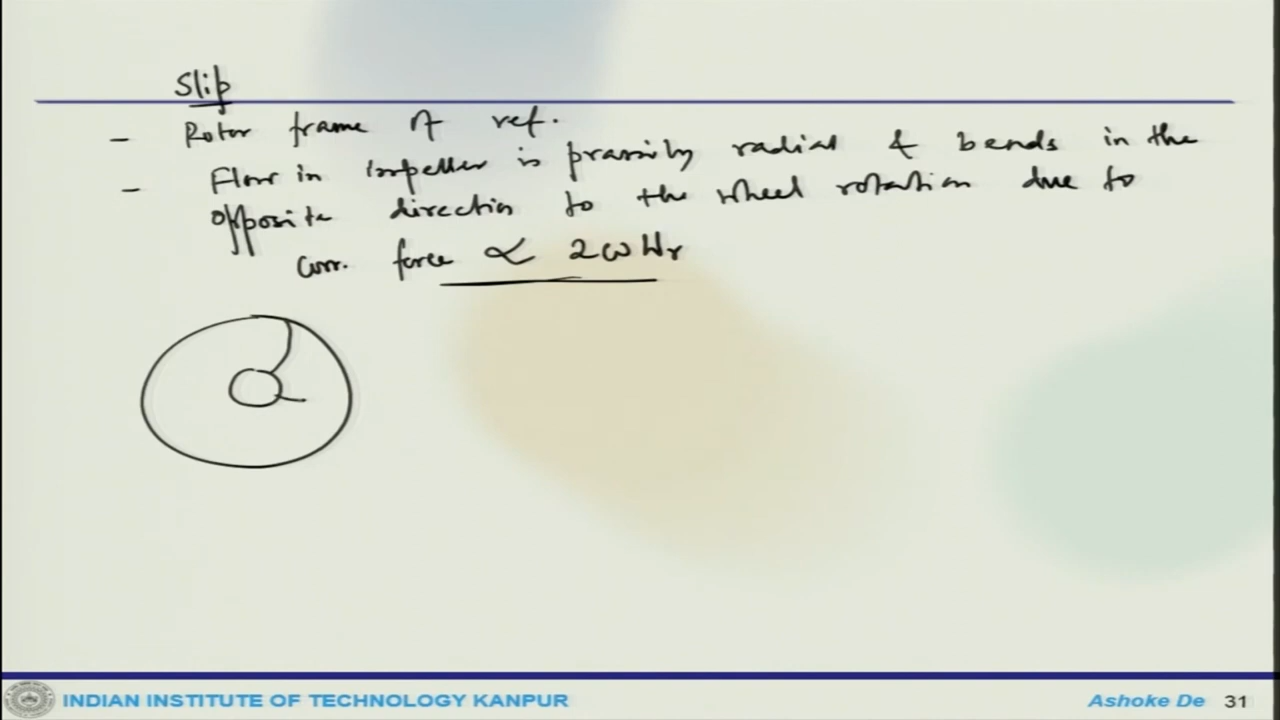 Slip
- Rotor frame of ref.
- Flow in impeller is primarily radial & bends in the
opposite direction to the wheel rotation due to
Corr. force ∝ 2ωWr
INDIAN INSTITUTE OF TECHNOLOGY KANPUR
Ashoke De 31